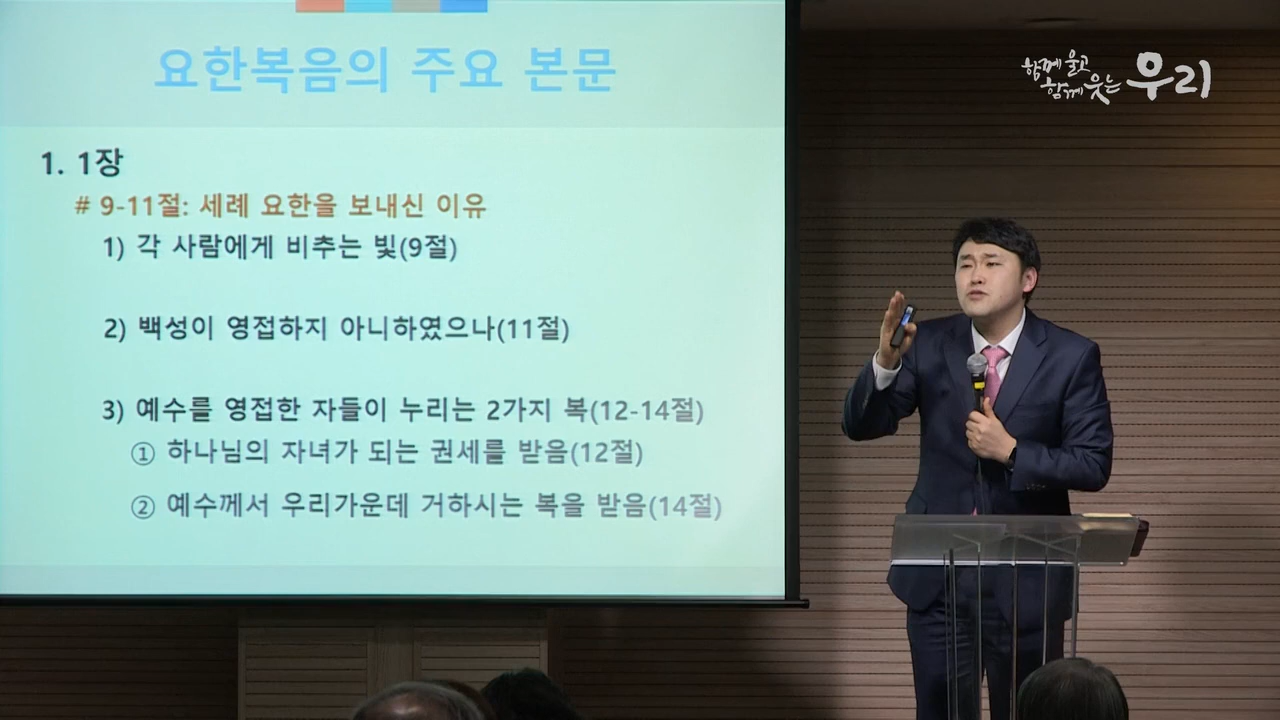 요한복음의 주요 본문
함께 울고
함께 웃는 우리
1. 1장
# 9-11절: 세례 요한을 보내신 이유
1) 각 사람에게 비추는 빛(9절)
2) 백성이 영접하지 아니하였으나(11절)
3) 예수를 영접한 자들이 누리는 2가지 복(12-14절)
① 하나님의 자녀가 되는 권세를 받음(12절)
② 예수께서 우리가운데 거하시는 복을 받음(14절)